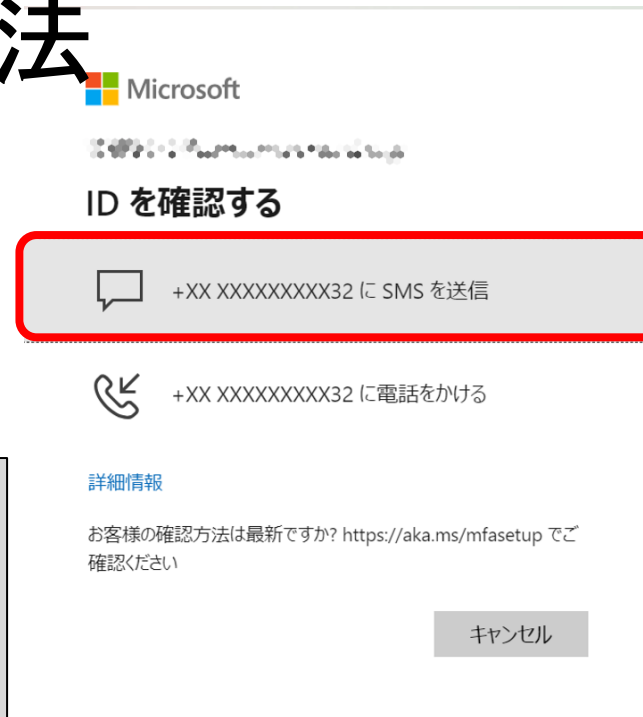 法
Microsoft
ID を確認する
+XX XXXXXXXXX32 に SMS を送信
+XX XXXXXXXXX32 に電話をかける
詳細情報
お客様の確認方法は最新ですか? https://aka.ms/mfasetup でご
確認ください
キャンセル